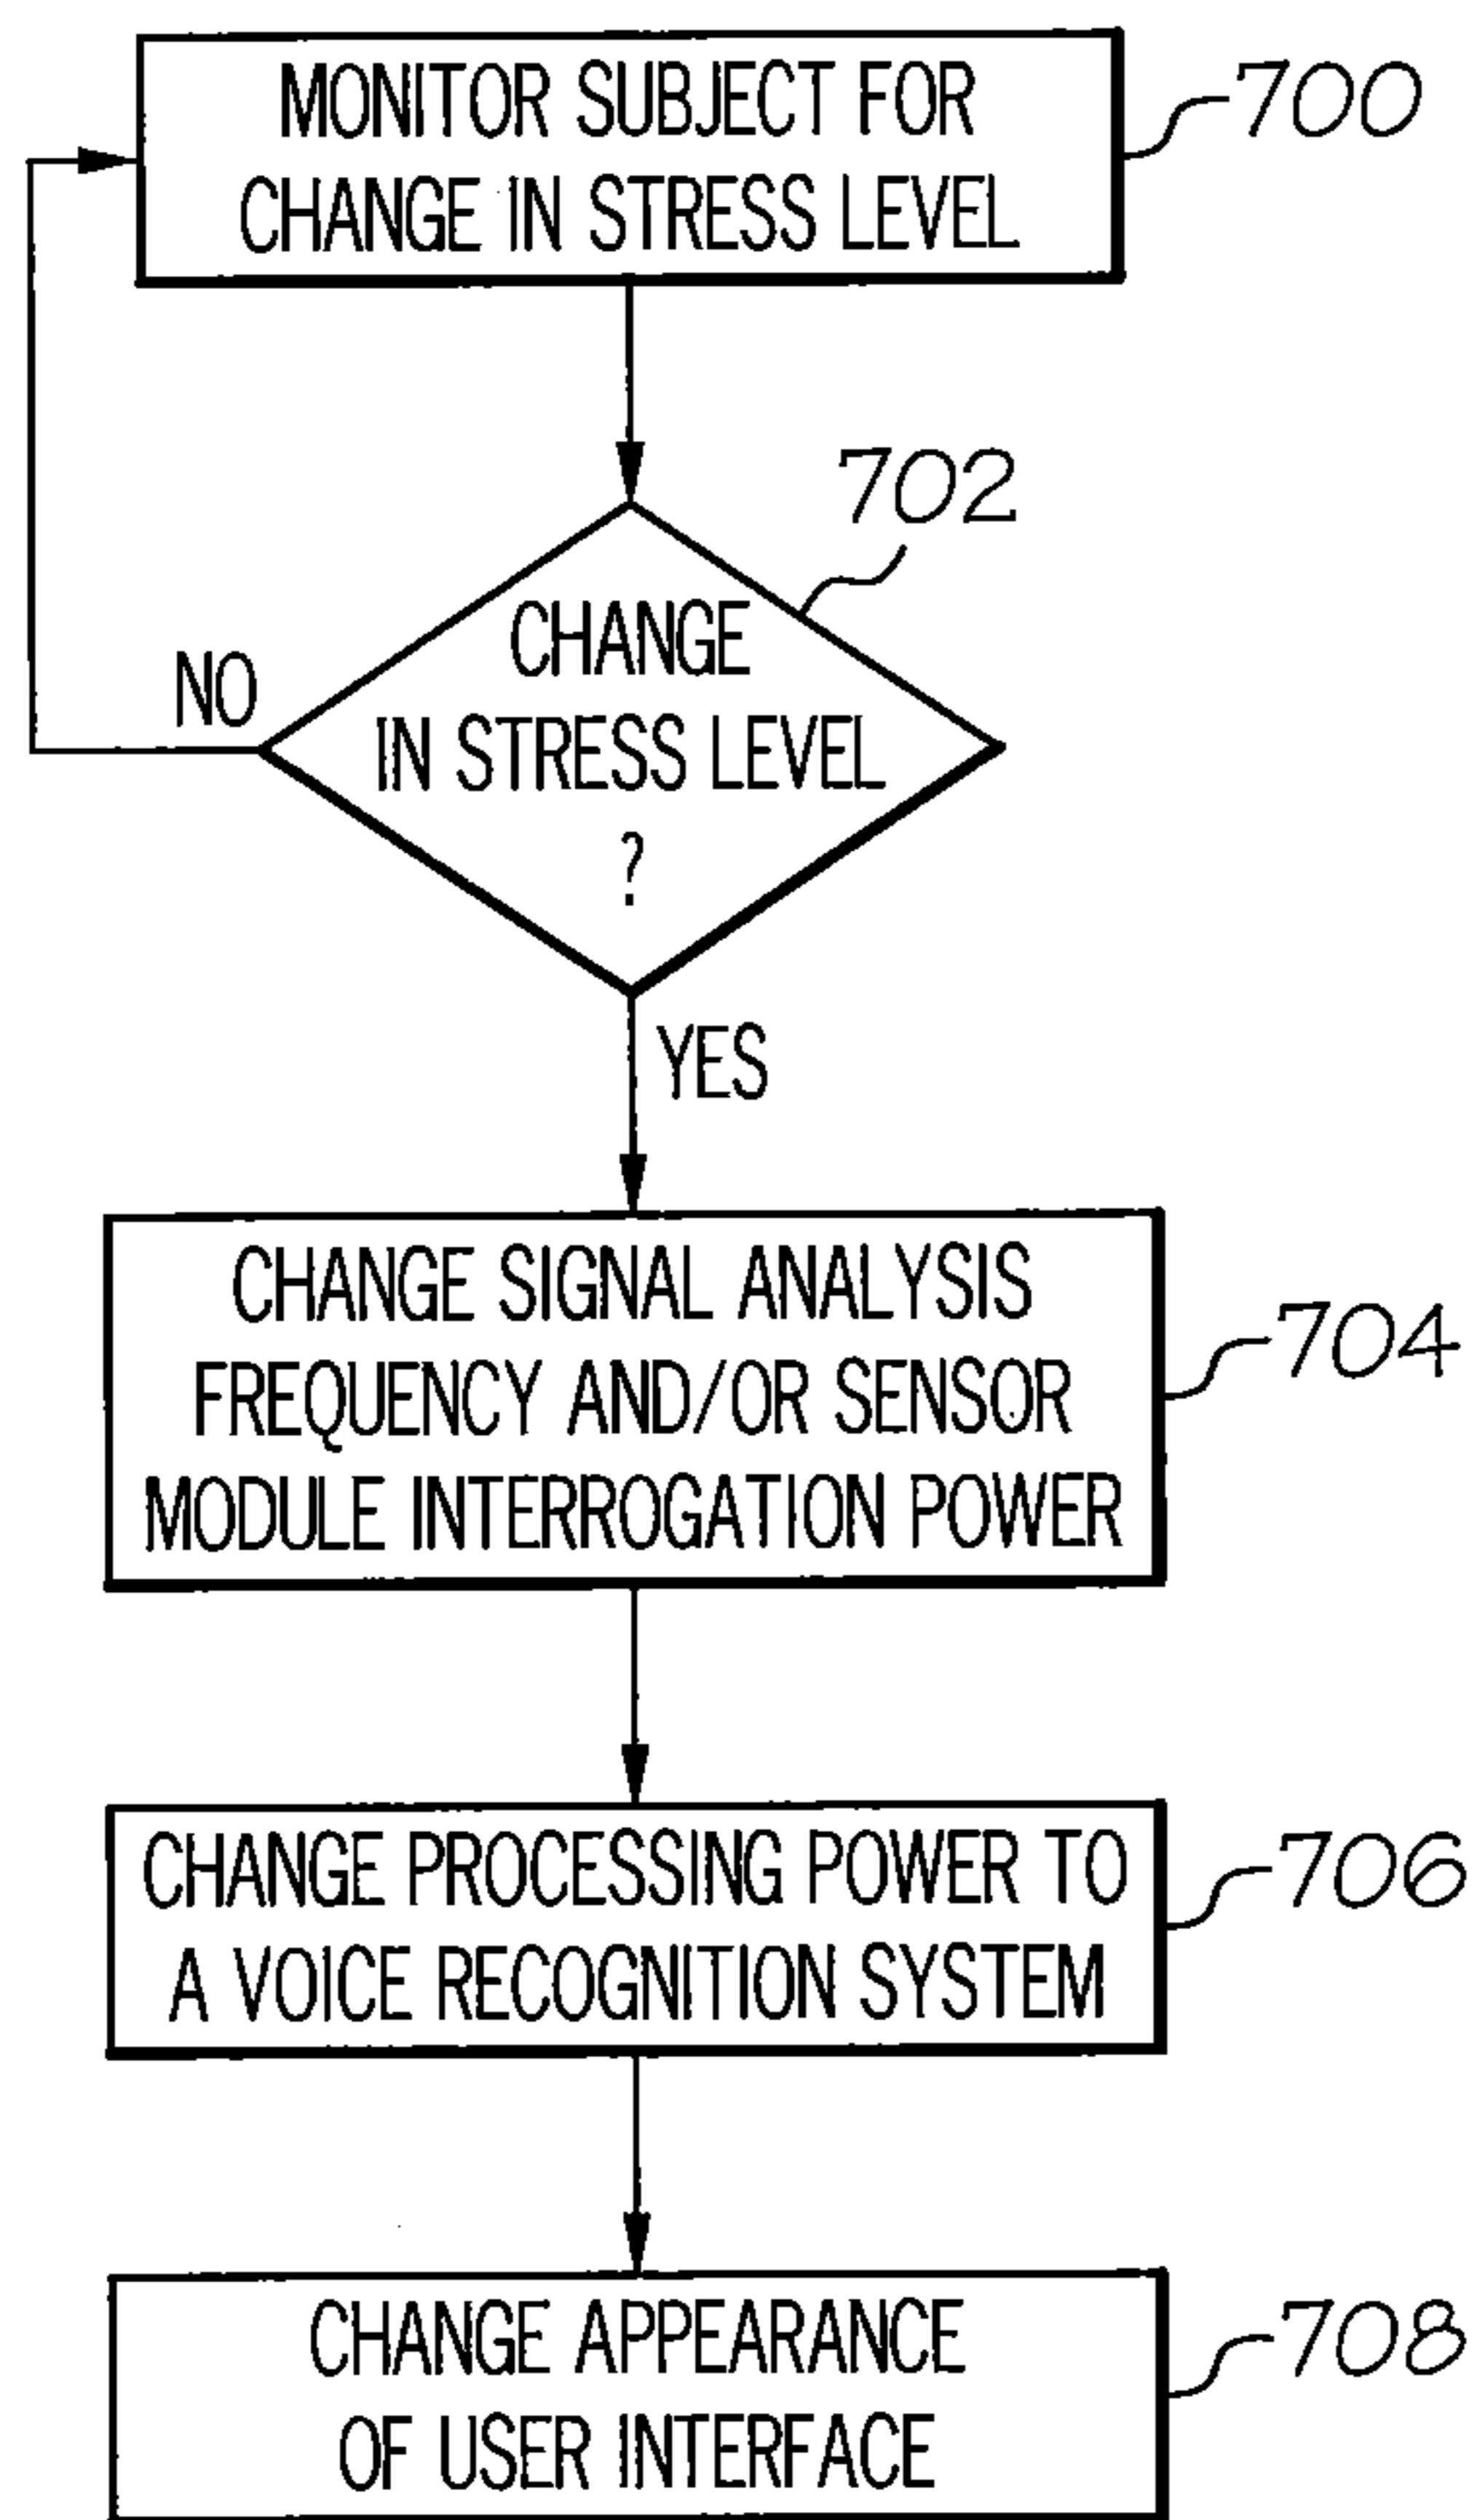 MONITOR SUBJECT FOR
CHANGE IN STRESS LEVEL
700
702
CHANGE
IN STRESS LEVEL
?
NO
YES
CHANGE SIGNAL ANALYSIS
FREQUENCY AND/OR SENSOR
MODULE INTERROGATION POWER
704
CHANGE PROCESSING POWER TO
A VOICE RECOGNITION SYSTEM
706
CHANGE APPEARANCE
OF USER INTERFACE
708